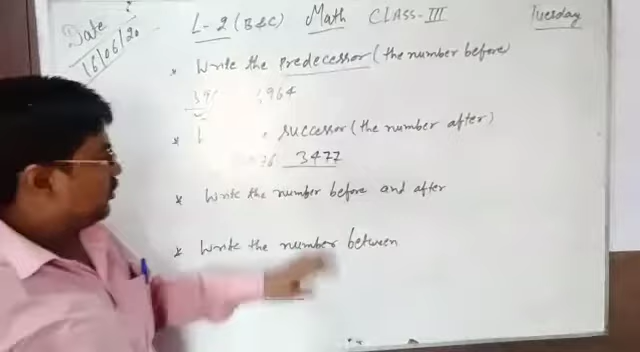 Date
16/06/20
L-2 (B&C) Math CLASS-III
Tuesday
* Write the predecessor (the number before)
3964
* successor (the number after)
3477
* Write the number before and after
* Write the number between